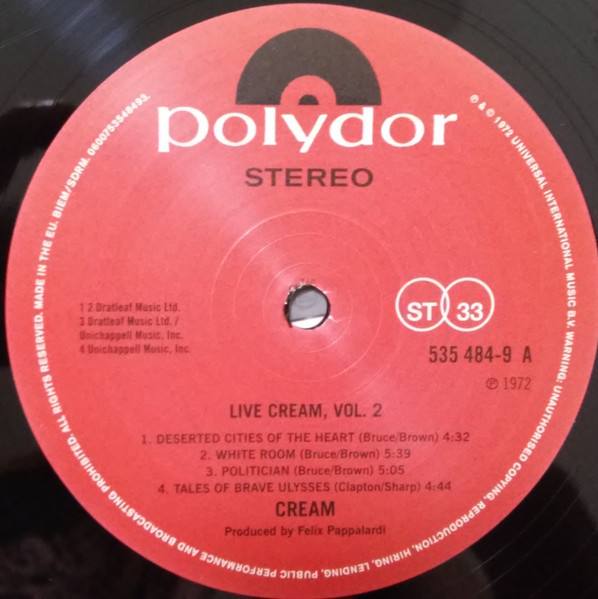 polydor
STEREO
1 2 Dratleaf Music Ltd.
3 Dratleaf Music Ltd. /
Unichappell Music, Inc.
4 Unichappell Music, Inc.
ST 33
535 484-9 A
℗ 1972
LIVE CREAM, VOL. 2
1. DESERTED CITIES OF THE HEART (Bruce/Brown) 4:32
2. WHITE ROOM (Bruce/Brown) 5:39
3. POLITICIAN (Bruce/Brown) 5:05
4. TALES OF BRAVE ULYSSES (Clapton/Sharp) 4:44
CREAM
Produced by Felix Pappalardi
℗ & © 1972 UNIVERSAL INTERNATIONAL MUSIC B.V. WARNING: UNAUTHORISED COPYING, REPRODUCTION, HIRING, LENDING, PUBLIC PERFORMANCE AND BROADCASTING PROHIBITED. ALL RIGHTS RESERVED. MADE IN THE EU. BIEM/SDRM. 0600753548493.